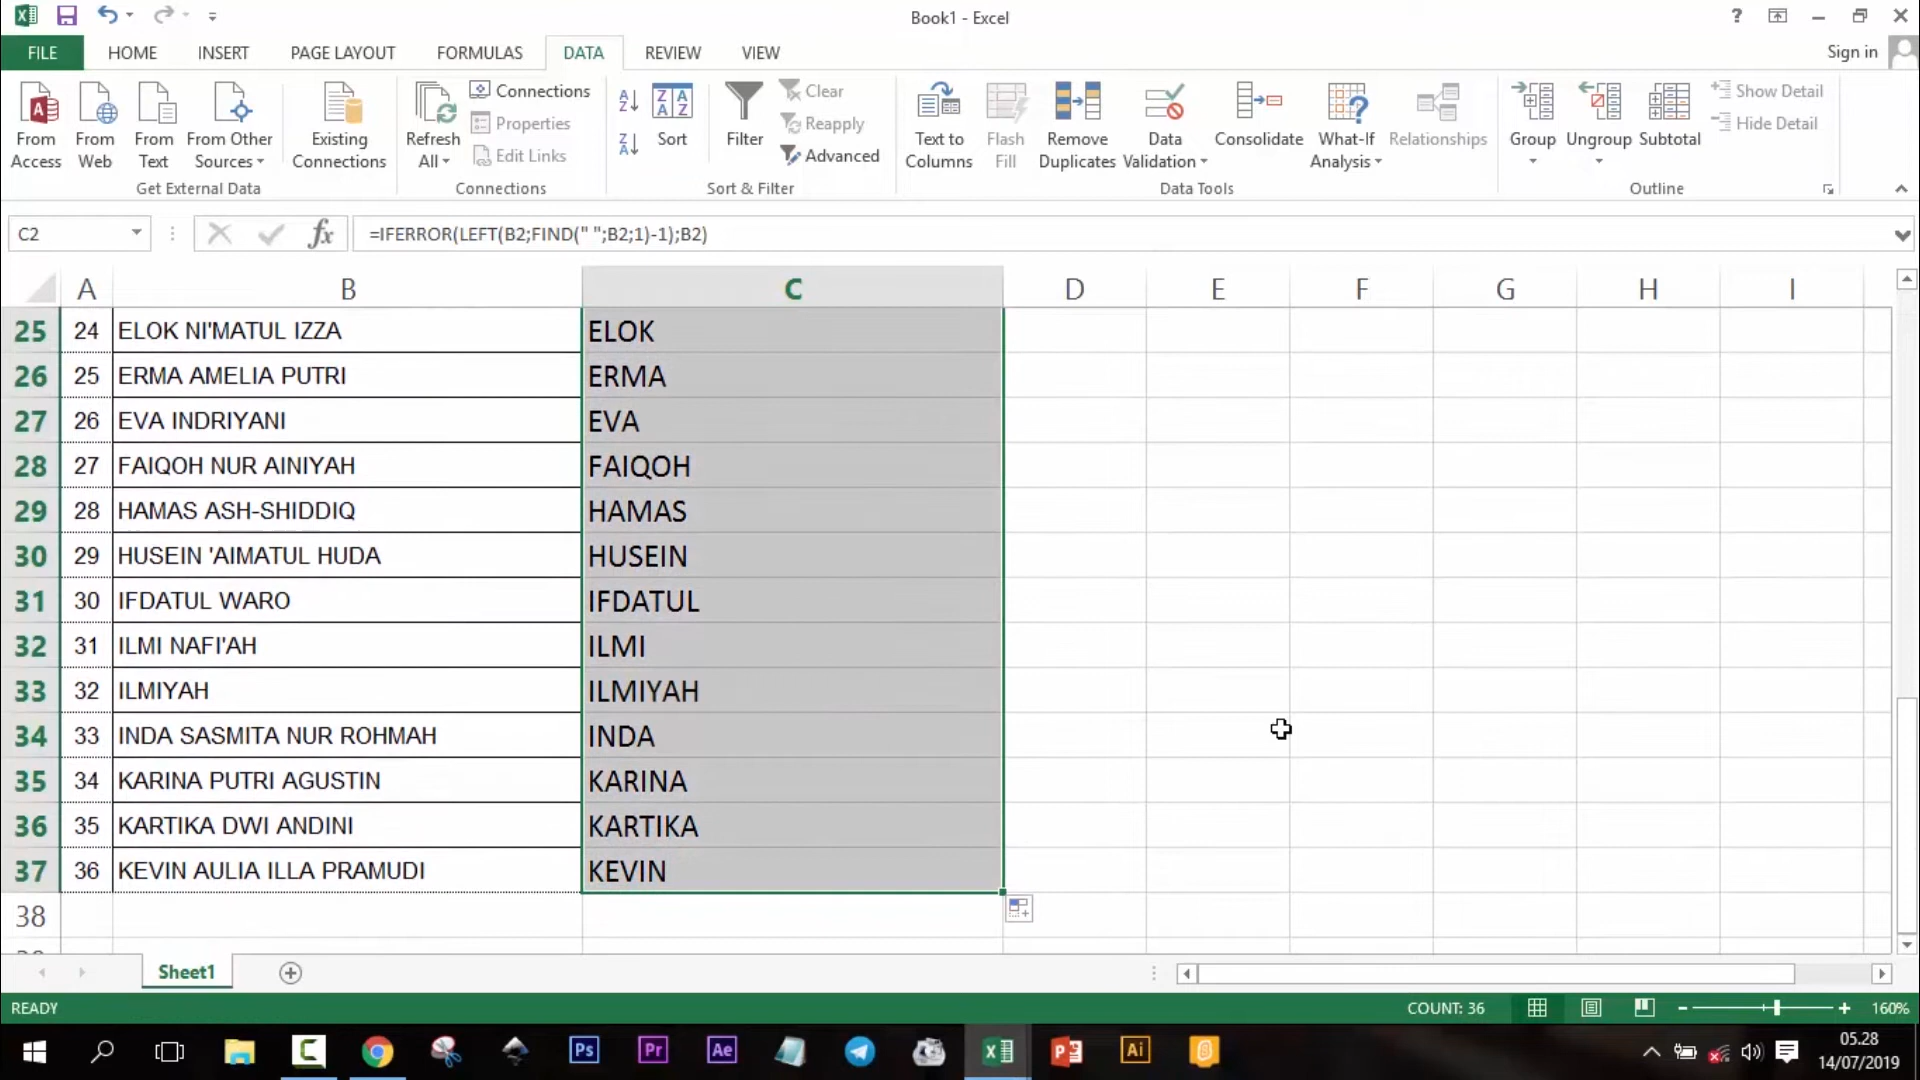 Book1 - Excel
?
FILE HOME INSERT PAGE LAYOUT FORMULAS DATA REVIEW VIEW Sign in
From Access
From Web
From Text
From Other Sources
Existing Connections
Get External Data
Refresh All
Connections
Properties
Edit Links
Connections
Sort
Filter
Clear
Reapply
Advanced
Sort & Filter
Text to Columns
Flash Fill
Remove Duplicates
Data Validation
Consolidate
What-If Analysis
Relationships
Data Tools
Group
Ungroup
Subtotal
Show Detail
Hide Detail
Outline
C2 fx =IFERROR(LEFT(B2;FIND(" ";B2;1)-1);B2)
A B C D E F G H I
25 24 ELOK NI'MATUL IZZA ELOK
26 25 ERMA AMELIA PUTRI ERMA
27 26 EVA INDRIYANI EVA
28 27 FAIQOH NUR AINIYAH FAIQOH
29 28 HAMAS ASH-SHIDDIQ HAMAS
30 29 HUSEIN 'AIMATUL HUDA HUSEIN
31 30 IFDATUL WARO IFDATUL
32 31 ILMI NAFI'AH ILMI
33 32 ILMIYAH ILMIYAH
34 33 INDA SASMITA NUR ROHMAH INDA
35 34 KARINA PUTRI AGUSTIN KARINA
36 35 KARTIKA DWI ANDINI KARTIKA
37 36 KEVIN AULIA ILLA PRAMUDI KEVIN
38
Sheet1
READY COUNT: 36 160%
Ps Pr Ae Ai
05.28
14/07/2019